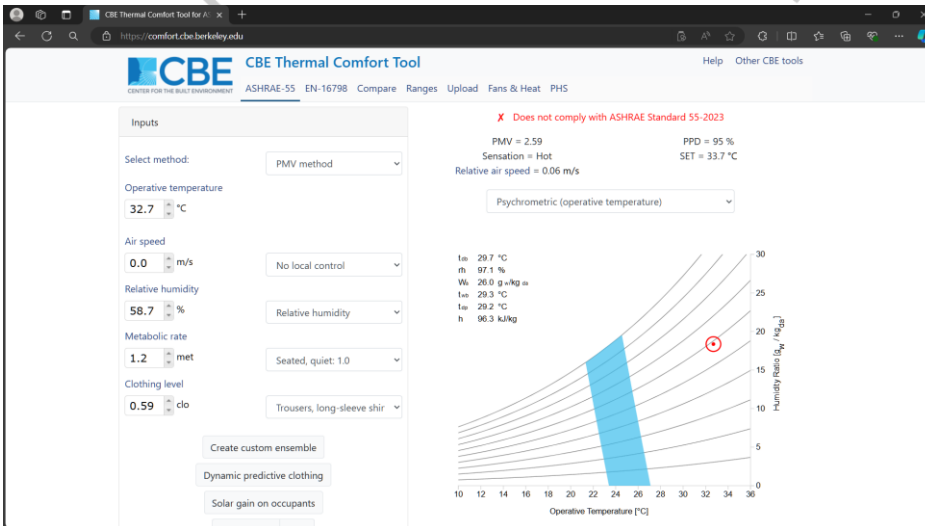 CBE Thermal Comfort Tool for AS
https://comfort.cbe.berkeley.edu
CBE
CENTER FOR THE BUILT ENVIRONMENT
CBE Thermal Comfort Tool
Help Other CBE tools
ASHRAE-55 EN-16798 Compare Ranges Upload Fans & Heat PHS
Inputs
Select method:
PMV method
Operative temperature
32.7 °C
Air speed
0.0 m/s
No local control
Relative humidity
58.7 %
Relative humidity
Metabolic rate
1.2 met
Seated, quiet: 1.0
Clothing level
0.59 clo
Trousers, long-sleeve shir
Create custom ensemble
Dynamic predictive clothing
Solar gain on occupants
✗ Does not comply with ASHRAE Standard 55-2023
PMV = 2.59 PPD = 95 %
Sensation = Hot SET = 33.7 °C
Relative air speed = 0.06 m/s
Psychrometric (operative temperature)
tdb 29.7 °C
rh 97.1 %
Wa 26.0 g w/kg da
twb 29.3 °C
tdp 29.2 °C
h 96.3 kJ/kg
30
25
20
15
10
5
0
Humidity Ratio [gw / kgda]
10 12 14 16 18 20 22 24 26 28 30 32 34 36
Operative Temperature [°C]